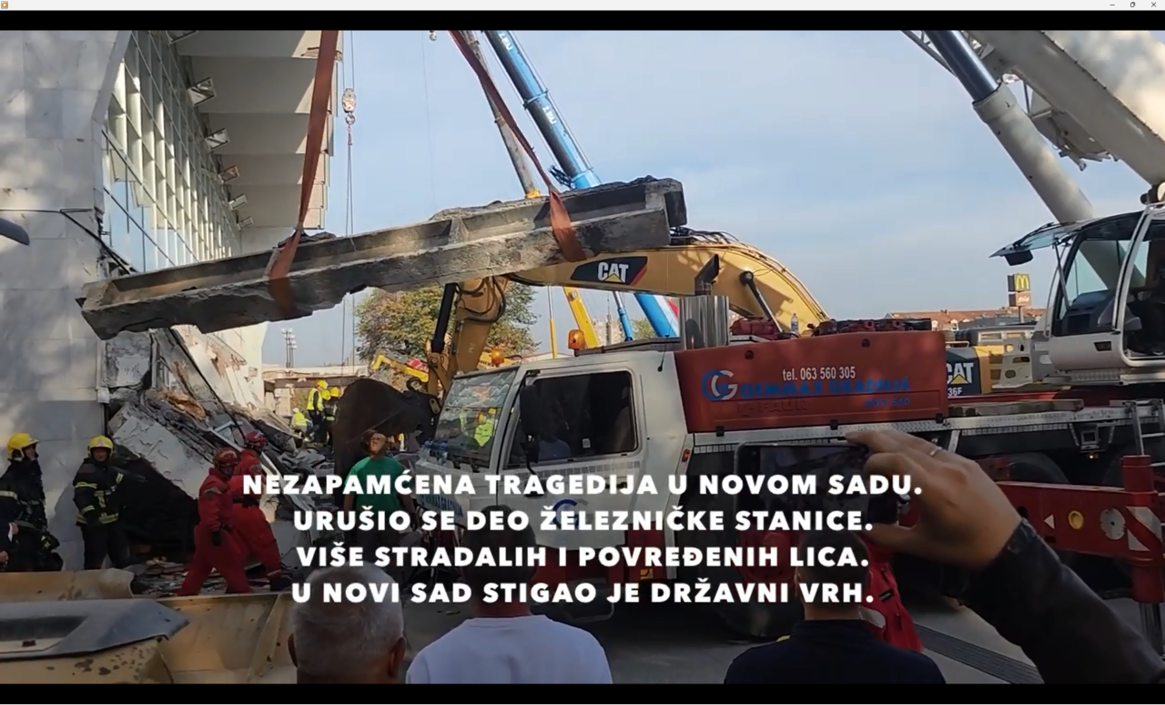 CAT
tel. 063 560 305
CAT
36F
NEZAPAMĆENA TRAGEDIJA U NOVOM SADU.
URUŠIO SE DEO ŽELEZNIČKE STANICE.
VIŠE STRADALIH I POVREĐENIH LICA.
U NOVI SAD STIGAO JE DRŽAVNI VRH.